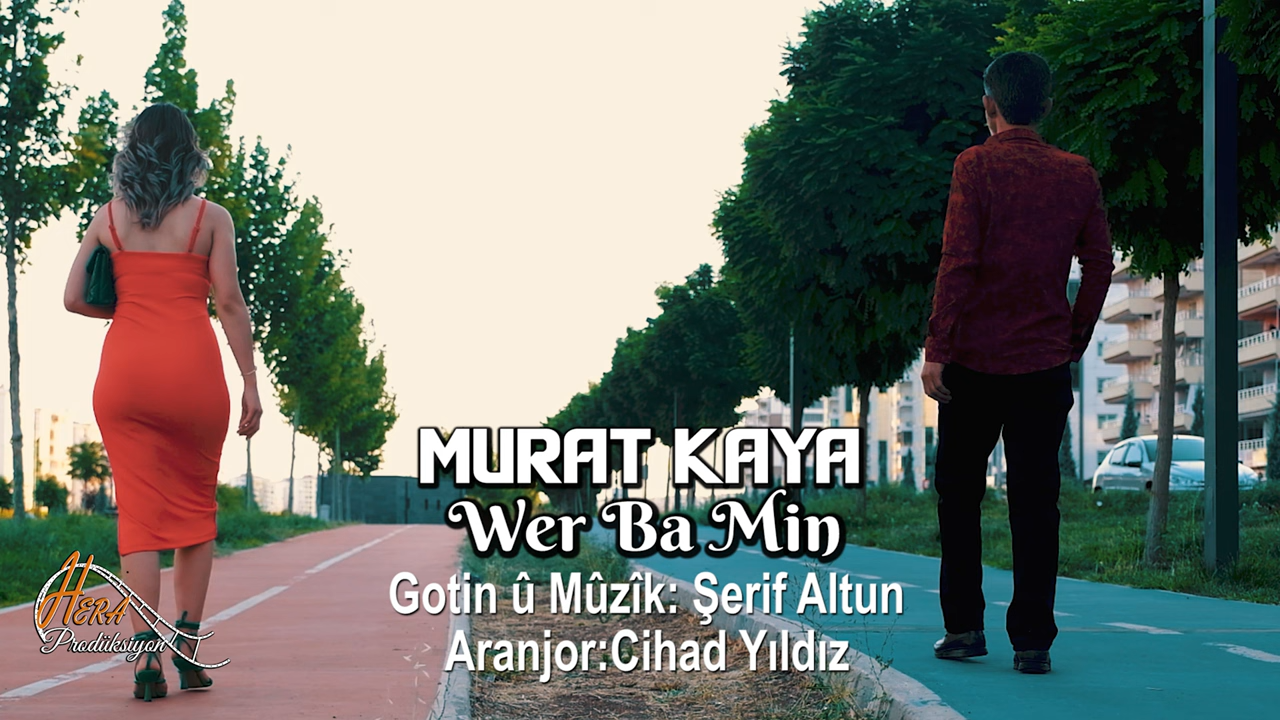 MURAT KAYA
Wer Ba Min
Gotin û Mûzîk: Şerif Altun
Aranjor:Cihad Yıldız
HERA
Prodüksiyon